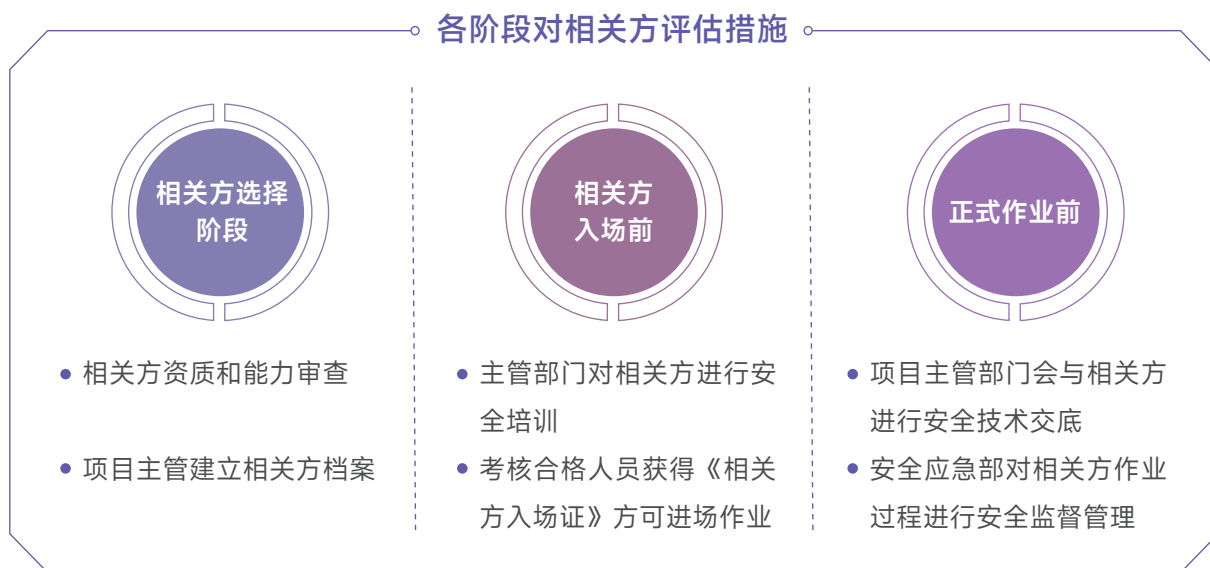 各阶段对相关方评估措施
相关方选择
阶段
相关方资质和能力审查
项目主管建立相关方档案
相关方
入场前
主管部门对相关方进行安
全培训
考核合格人员获得《相关
方入场证》方可进场作业
正式作业前
项目主管部门会与相关方
进行安全技术交底
安全应急部对相关方作业
过程进行安全监督管理